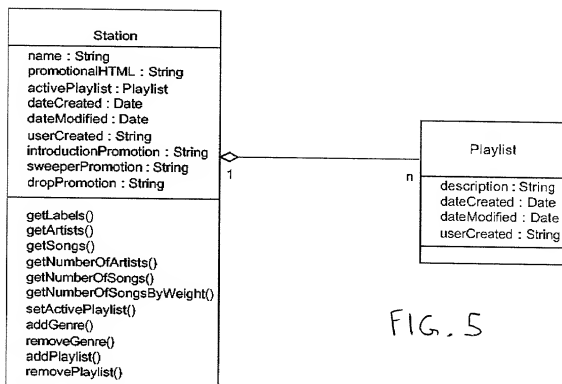 Station
name : String
promotionalHTML : String
activePlaylist : Playlist
dateCreated : Date
dateModified : Date
userCreated : String
introductionPromotion : String
sweeperPromotion : String
dropPromotion : String
getLabels()
getArtists()
getSongs()
getNumberOfArtists()
getNumberOfSongs()
getNumberOfSongsByWeight()
setActivePlaylist()
addGenre()
removeGenre()
addPlaylist()
removePlaylist()
1
n
Playlist
description : String
dateCreated : Date
dateModified : Date
userCreated : String
FIG. 5